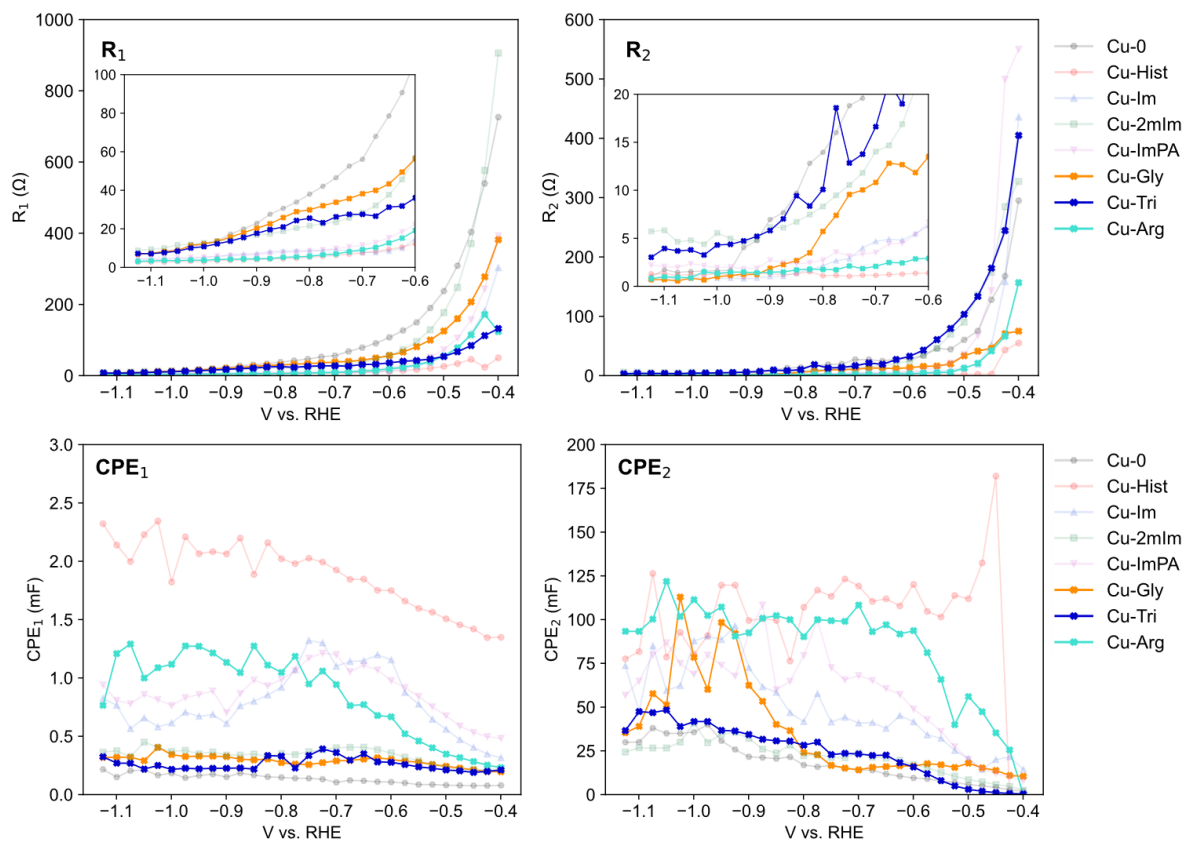 R₁
R₁ (Ω)
1000
800
600
400
200
0
100
80
60
40
20
0
−1.1 −1.0 −0.9 −0.8 −0.7 −0.6
−1.1 −1.0 −0.9 −0.8 −0.7 −0.6 −0.5 −0.4
V vs. RHE
R₂
R₂ (Ω)
600
500
400
300
200
100
0
20
15
10
5
0
−1.1 −1.0 −0.9 −0.8 −0.7 −0.6
−1.1 −1.0 −0.9 −0.8 −0.7 −0.6 −0.5 −0.4
V vs. RHE
Cu-0
Cu-Hist
Cu-Im
Cu-2mIm
Cu-ImPA
Cu-Gly
Cu-Tri
Cu-Arg
CPE₁
CPE₁ (mF)
3.0
2.5
2.0
1.5
1.0
0.5
0.0
−1.1 −1.0 −0.9 −0.8 −0.7 −0.6 −0.5 −0.4
V vs. RHE
CPE₂
CPE₂ (mF)
200
175
150
125
100
75
50
25
0
−1.1 −1.0 −0.9 −0.8 −0.7 −0.6 −0.5 −0.4
V vs. RHE
Cu-0
Cu-Hist
Cu-Im
Cu-2mIm
Cu-ImPA
Cu-Gly
Cu-Tri
Cu-Arg